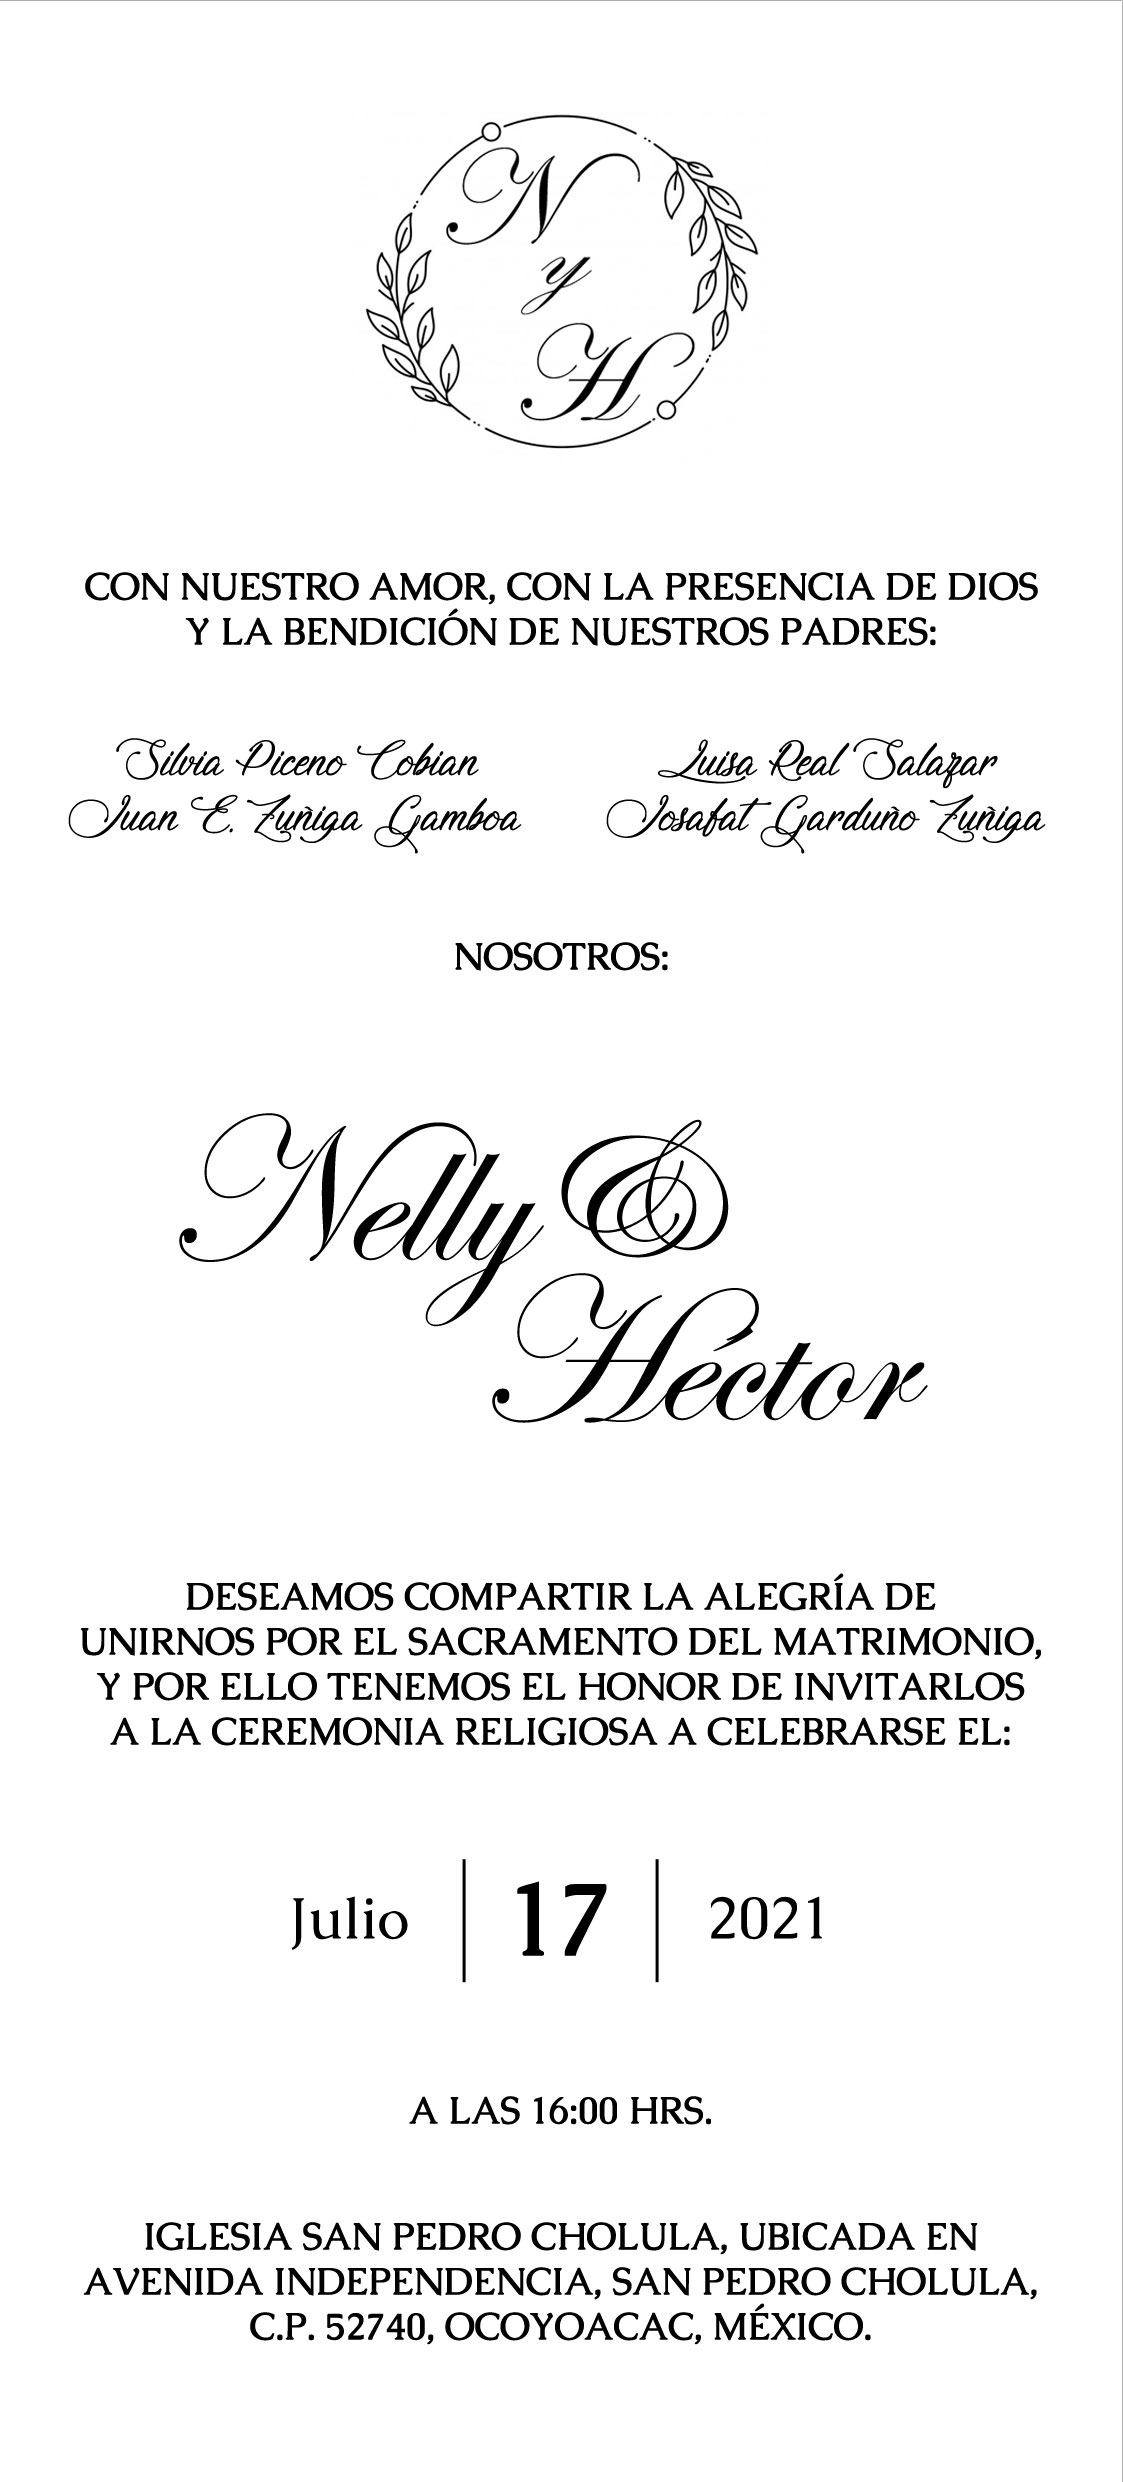 N
y
H
CON NUESTRO AMOR, CON LA PRESENCIA DE DIOS
Y LA BENDICIÓN DE NUESTROS PADRES:
Silvia Piceno Cobian
Juan E. Zuñiga Gamboa
Luisa Real Salazar
Josafat Garduño Zuñiga
NOSOTROS:
Nelly &
Héctor
DESEAMOS COMPARTIR LA ALEGRÍA DE
UNIRNOS POR EL SACRAMENTO DEL MATRIMONIO,
Y POR ELLO TENEMOS EL HONOR DE INVITARLOS
A LA CEREMONIA RELIGIOSA A CELEBRARSE EL:
Julio 17 2021
A LAS 16:00 HRS.
IGLESIA SAN PEDRO CHOLULA, UBICADA EN
AVENIDA INDEPENDENCIA, SAN PEDRO CHOLULA,
C.P. 52740, OCOYOACAC, MÉXICO.